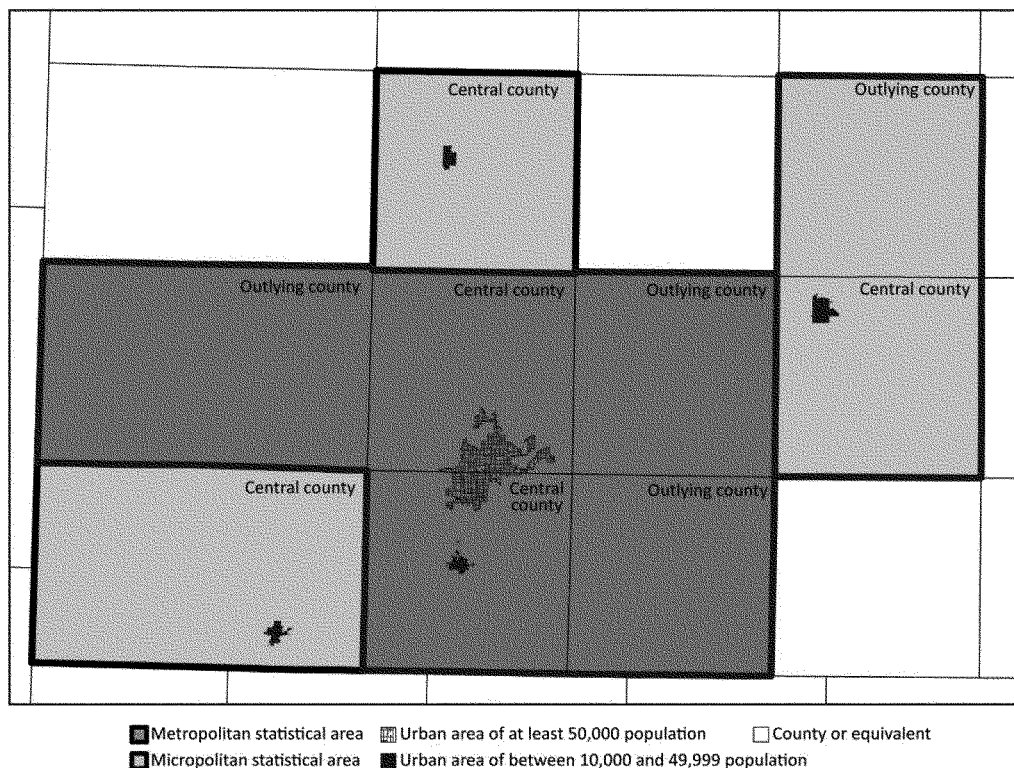 Central county
Outlying county
Outlying county
Central county
Outlying county
Central county
Central county
Central
county
Outlying county
Metropolitan statistical area
Urban area of at least 50,000 population
County or equivalent
Micropolitan statistical area
Urban area of between 10,000 and 49,999 population